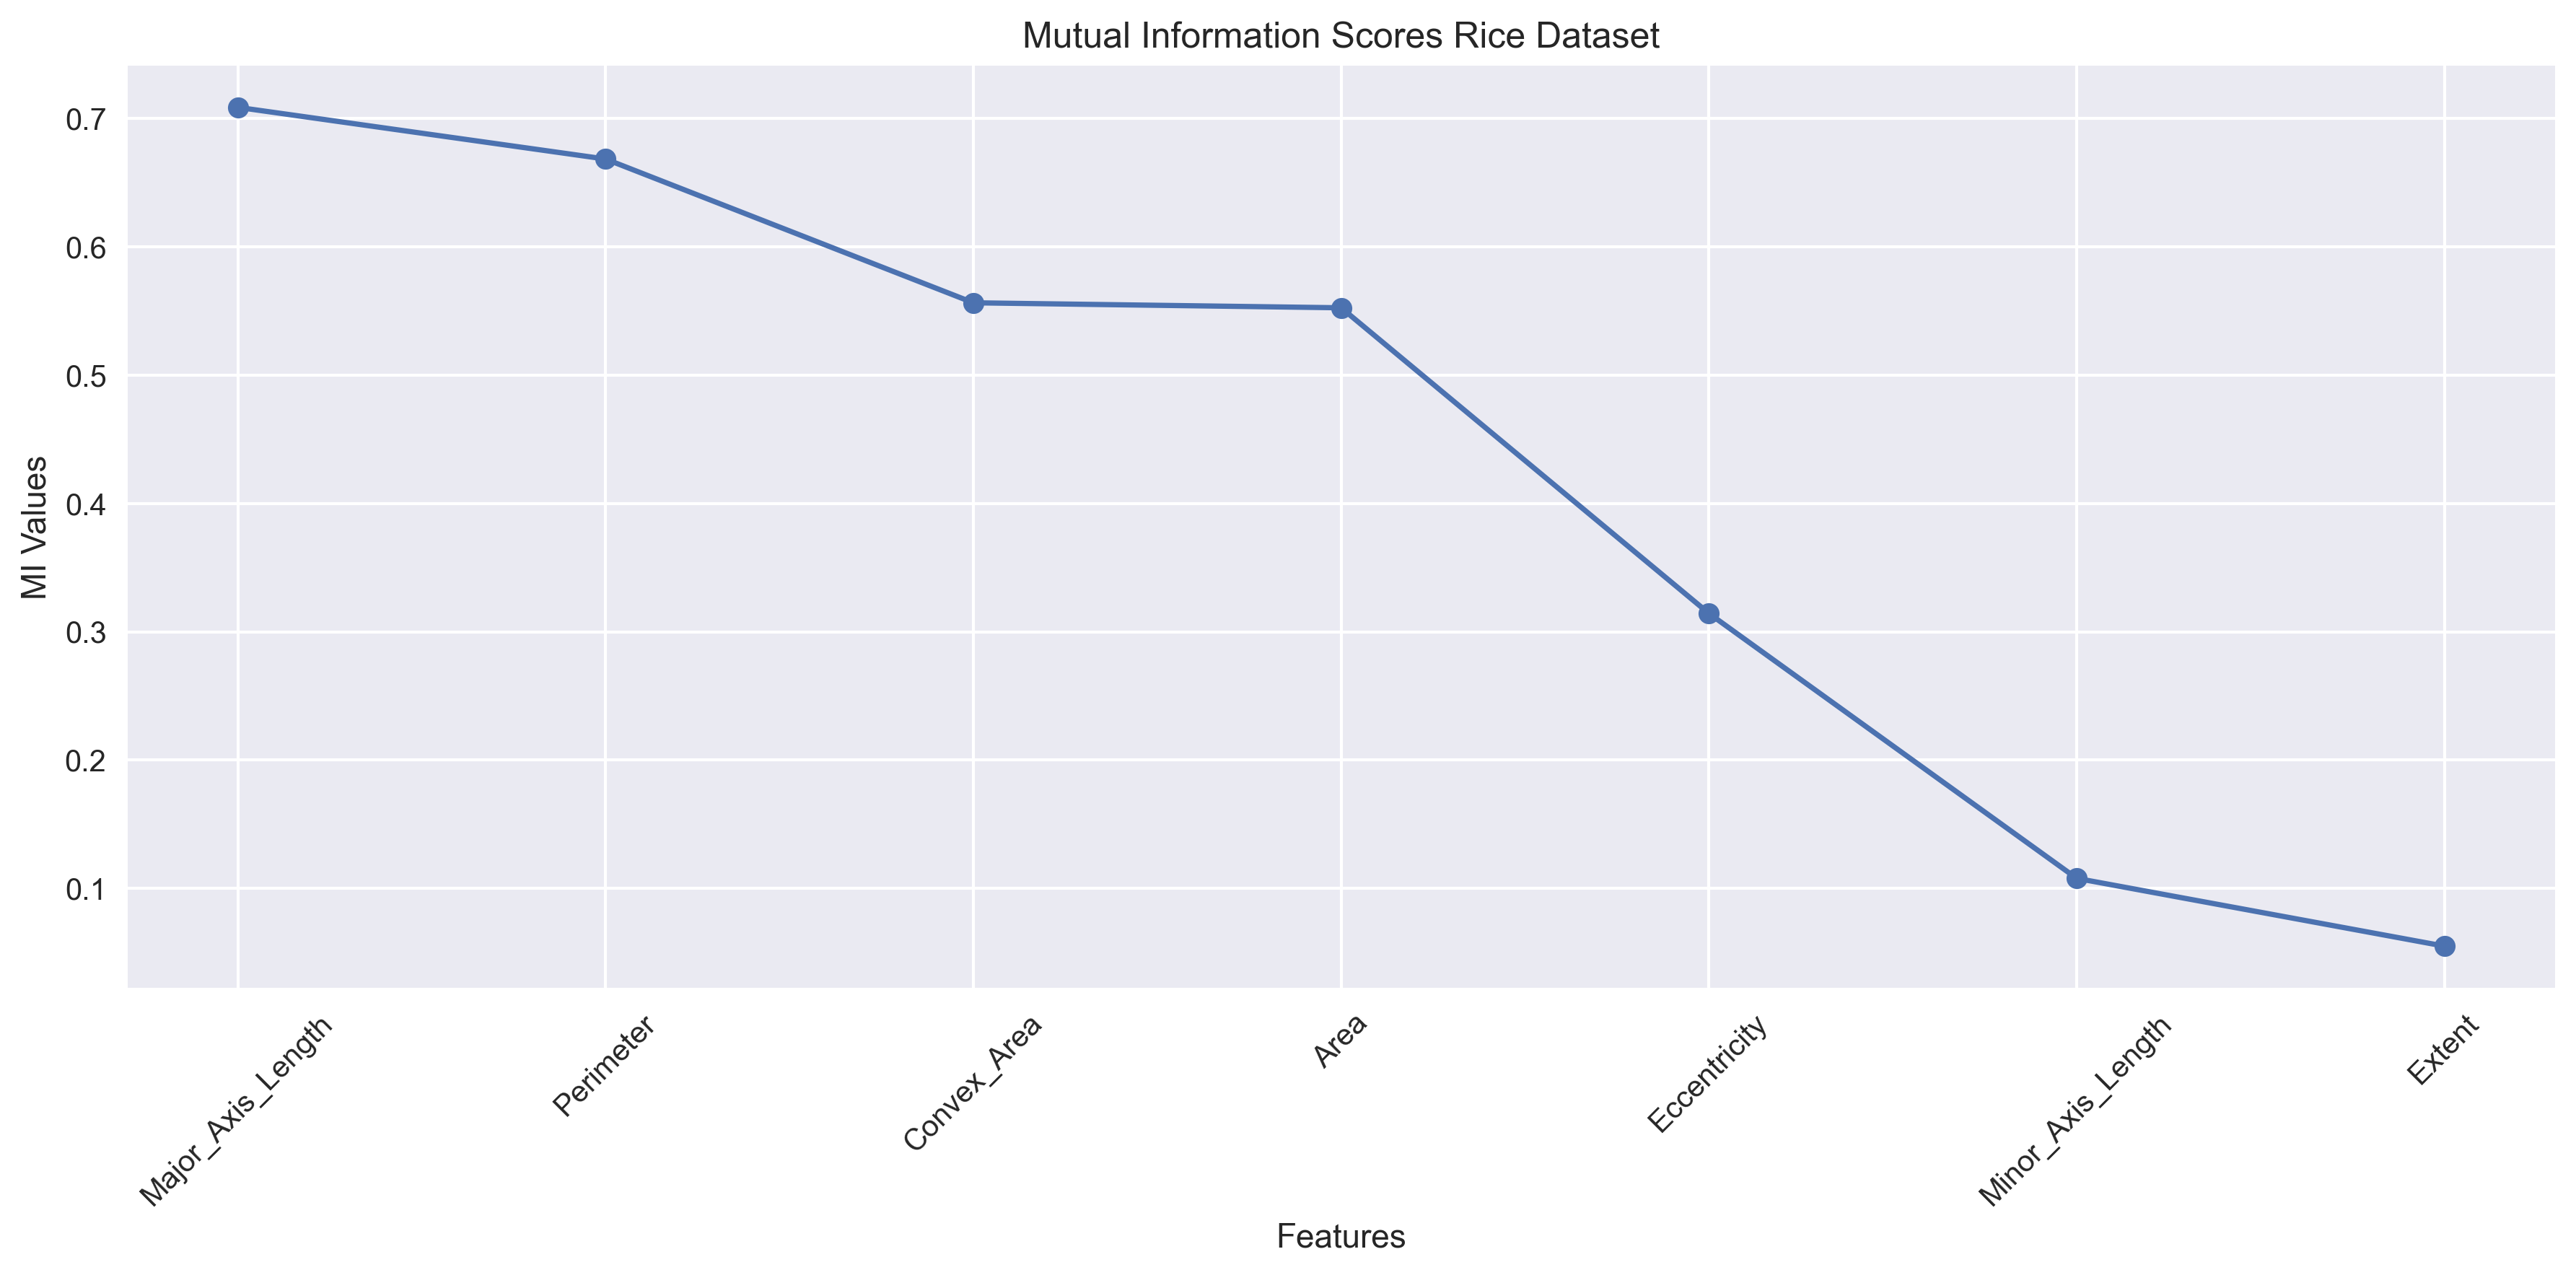 Mutual Information Scores Rice Dataset
MI Values
0.7
0.6
0.5
0.4
0.3
0.2
0.1
Major_Axis_Length
Perimeter
Convex_Area
Area
Eccentricity
Minor_Axis_Length
Extent
Features